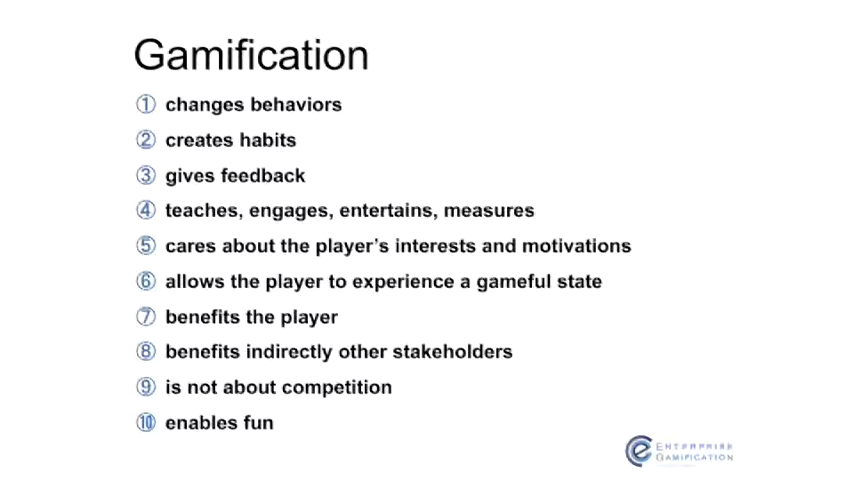 Gamification
① changes behaviors
② creates habits
③ gives feedback
④ teaches, engages, entertains, measures
⑤ cares about the player's interests and motivations
⑥ allows the player to experience a gameful state
⑦ benefits the player
⑧ benefits indirectly other stakeholders
⑨ is not about competition
⑩ enables fun
ENTERPRISE
GAMIFICATION